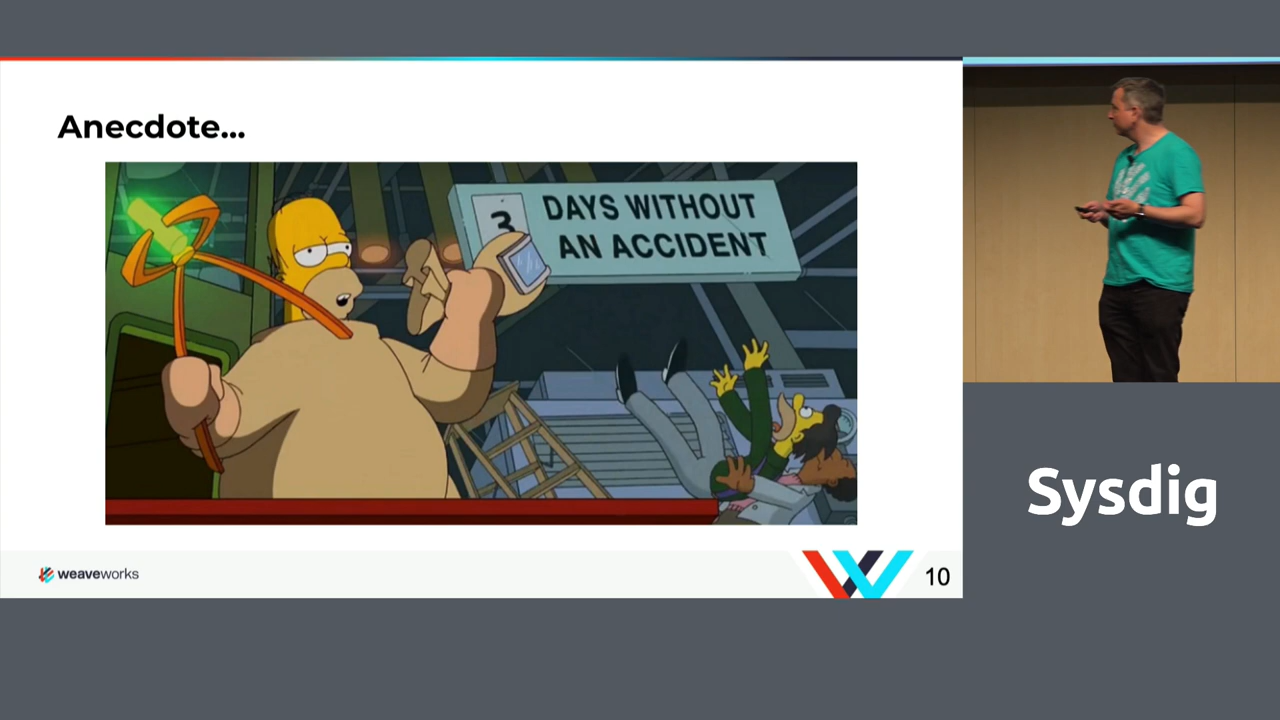 Anecdote...
3
DAYS WITHOUT
AN ACCIDENT
weaveworks
10
Sysdig